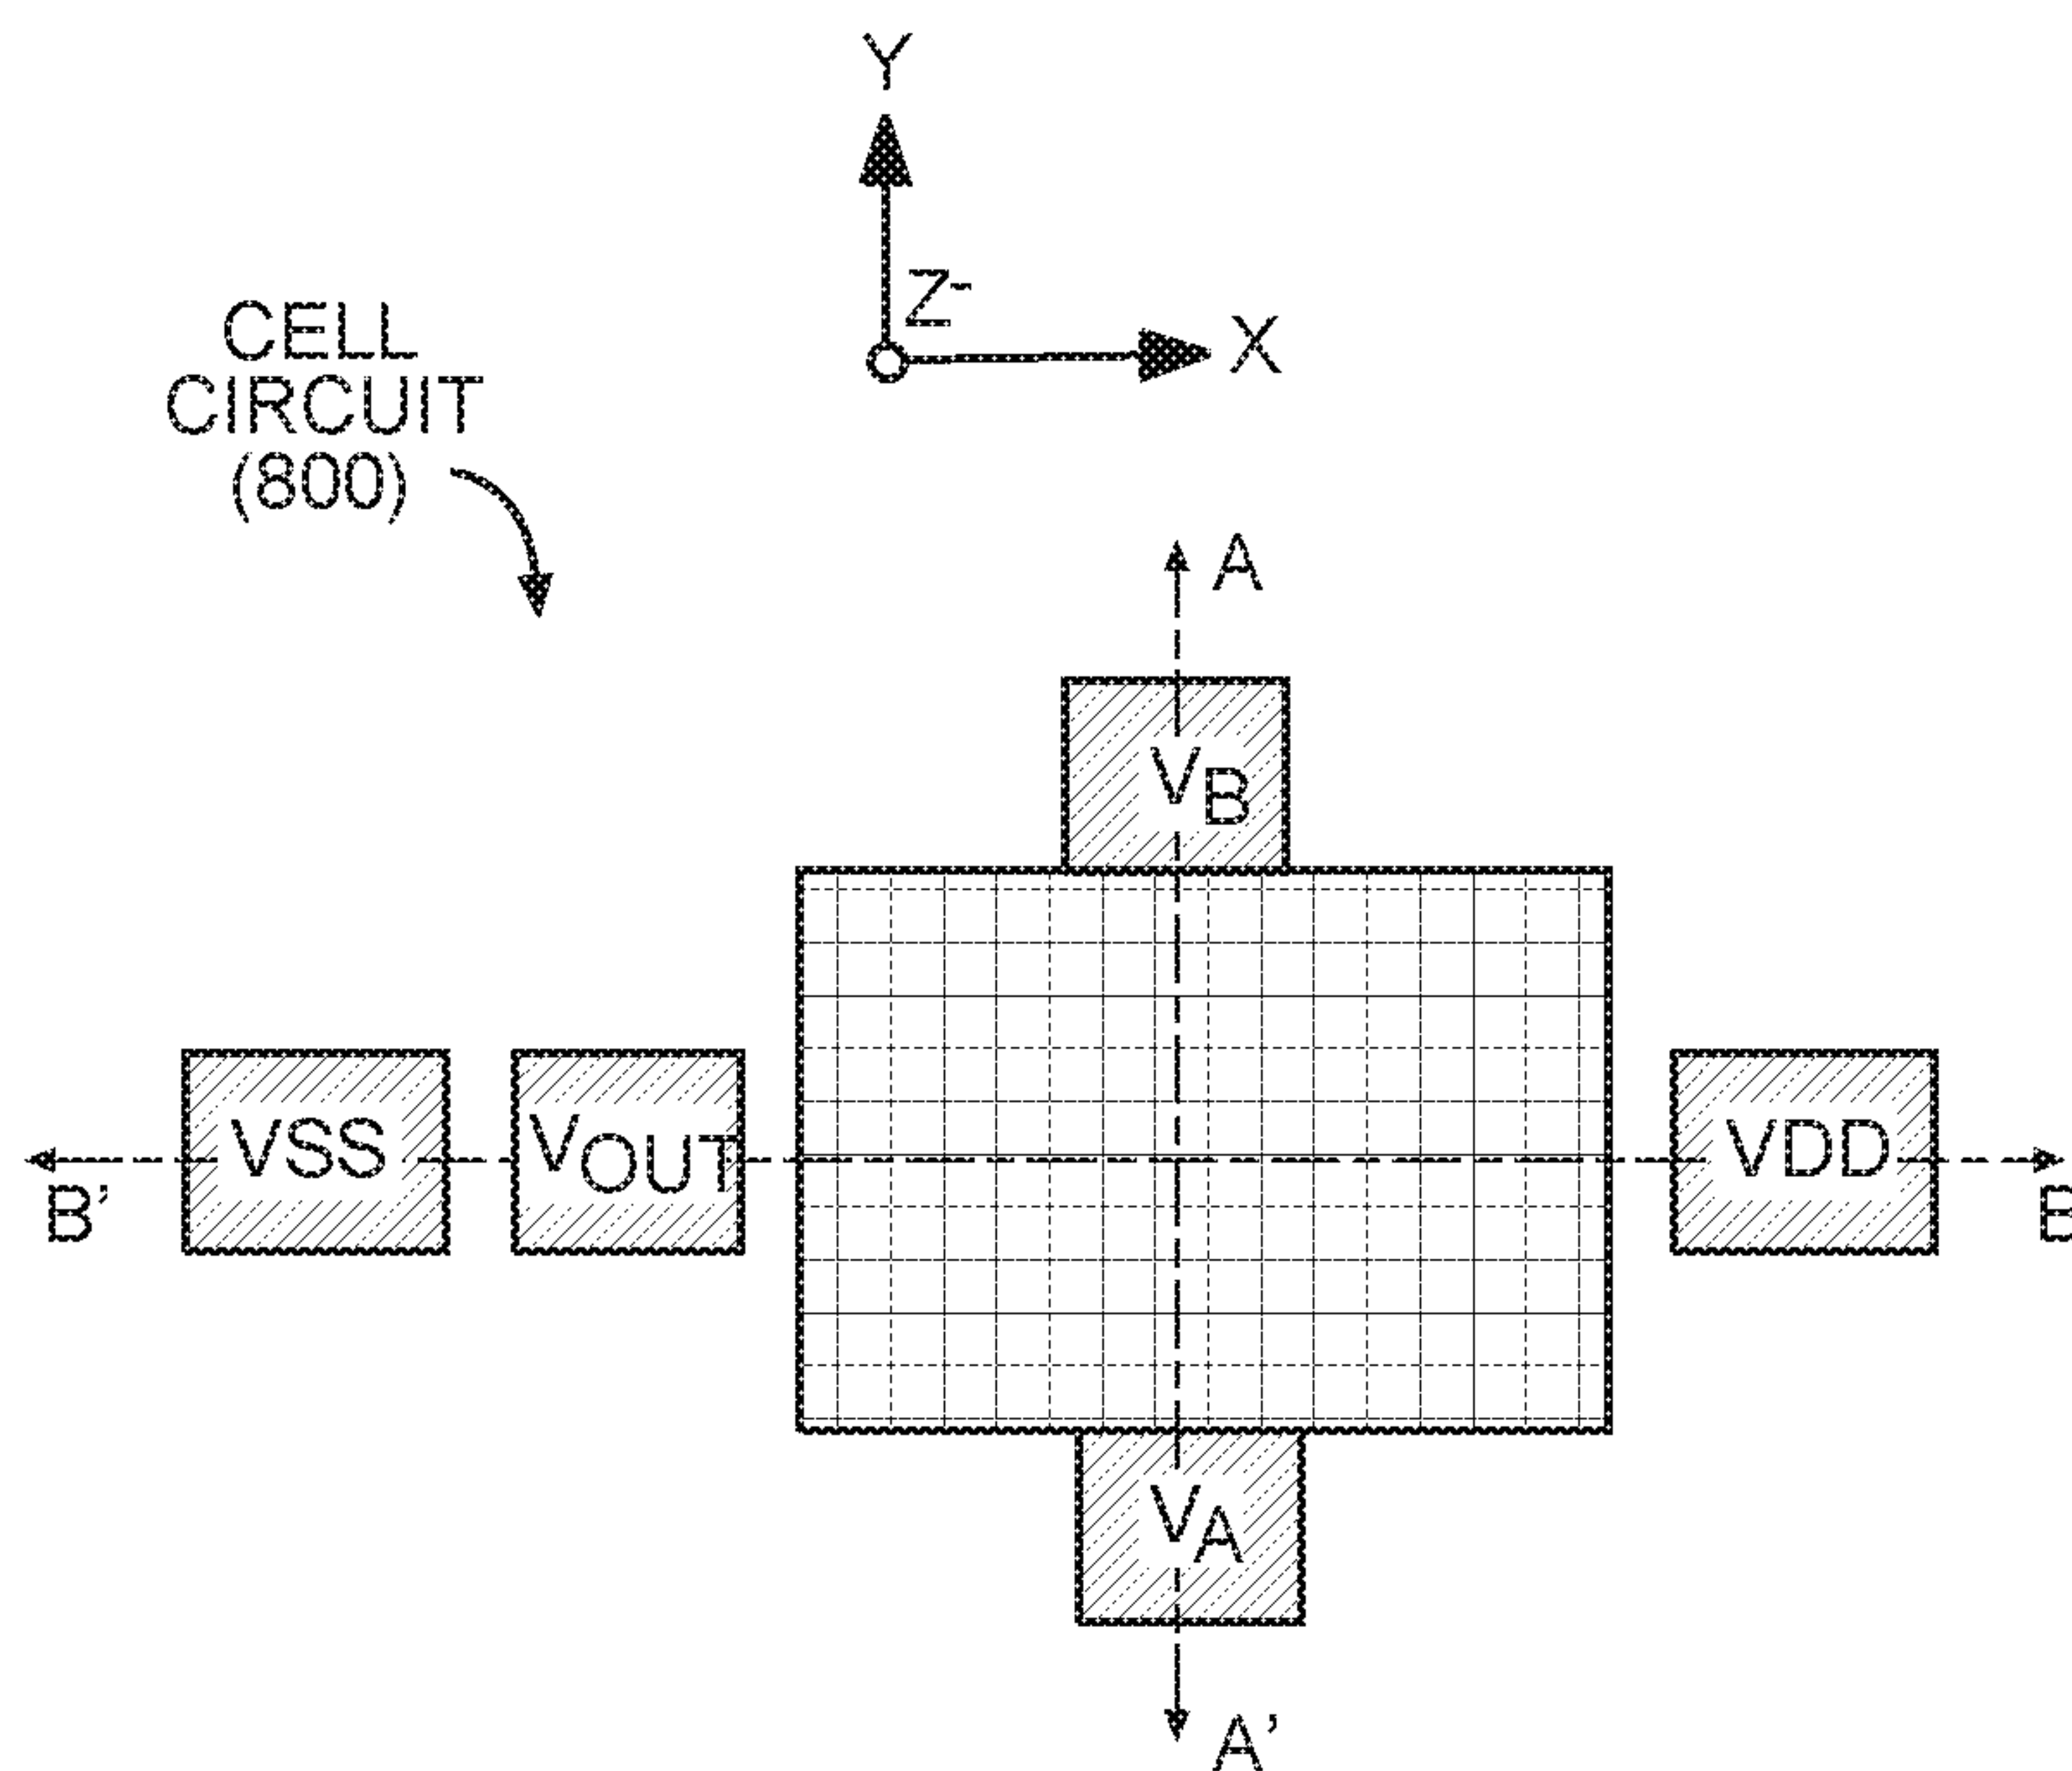 Y
Z-
X
CELL
CIRCUIT
(800)
A
VB
VSS
VOUT
VDD
B'
B
VA
A'